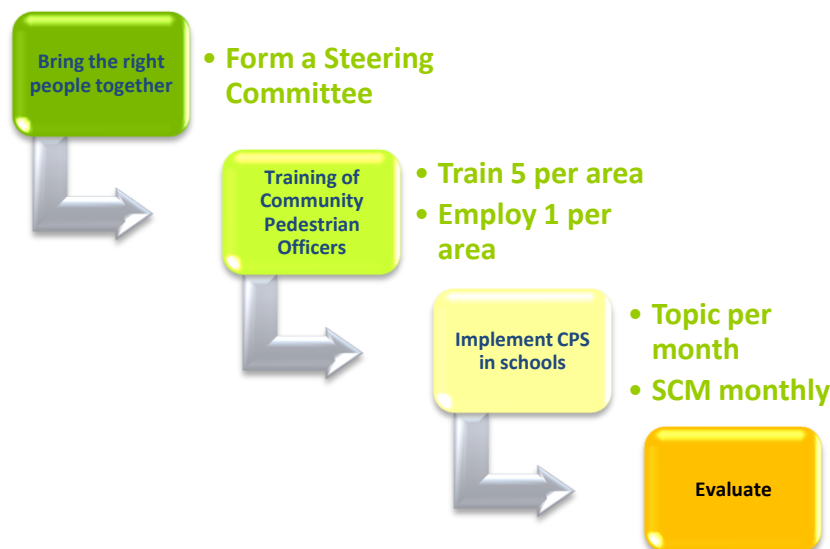 Bring the right
people together
• Form a Steering
Committee
Training of
Community
Pedestrian
Officers
• Train 5 per area
• Employ 1 per
area
Implement CPS
in schools
• Topic per
month
• SCM monthly
Evaluate